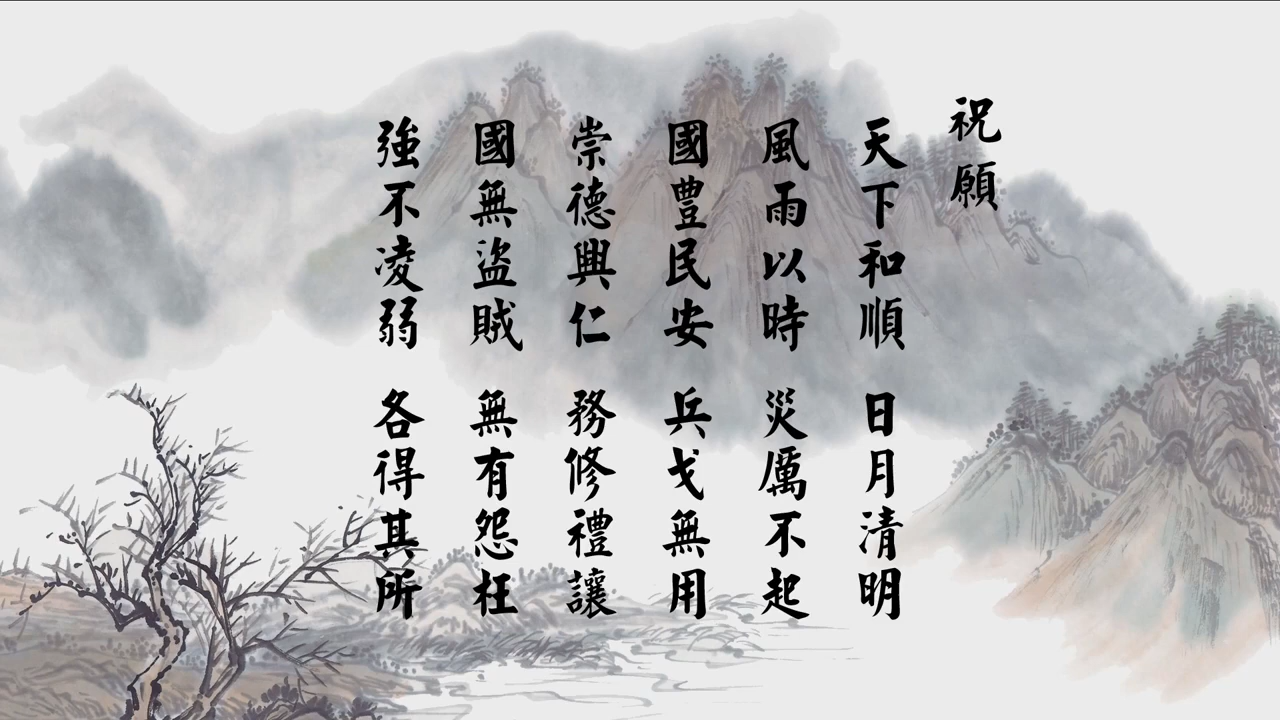 祝願
天下和順 日月清明
風雨以時 災厲不起
國豐民安 兵戈無用
崇德興仁 務修禮讓
國無盜賊 無有怨枉
強不凌弱 各得其所